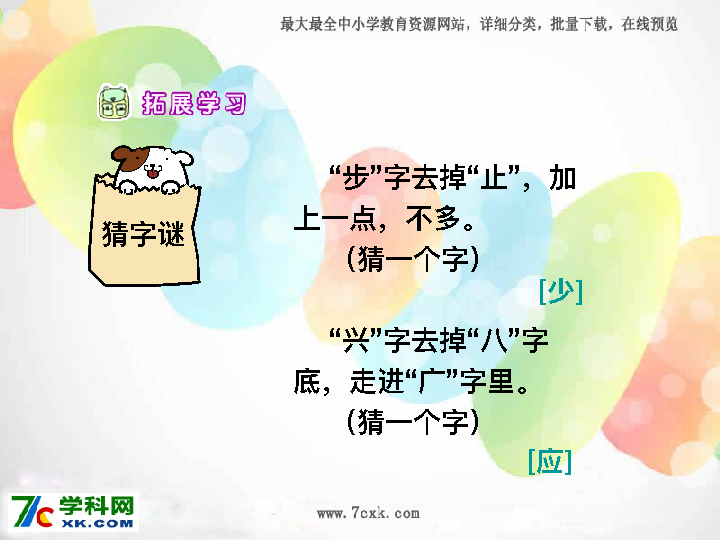 最大最全中小学教育资源网站，详细分类，批量下载，在线预览
拓展学习
猜字谜
“步”字去掉“止”，加
上一点，不多。
（猜一个字）
[少]
“兴”字去掉“八”字
底，走进“广”字里。
（猜一个字）
[应]
7C学科网
XK.COM
www.7cxk.com